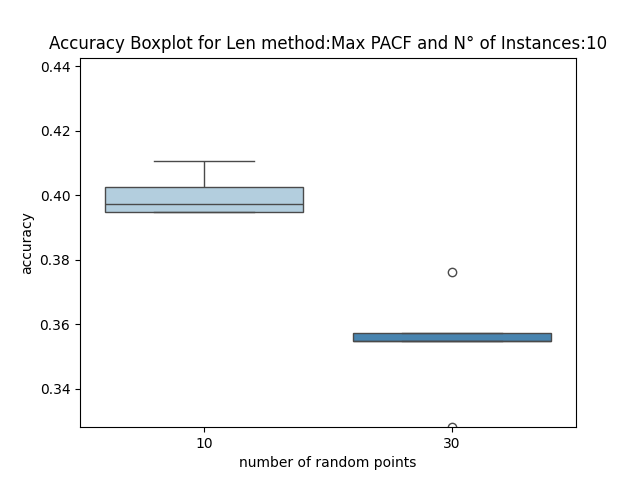 Accuracy Boxplot for Len method:Max PACF and N° of Instances:10
0.44
0.42
0.40
0.38
0.36
0.34
accuracy
10
30
number of random points